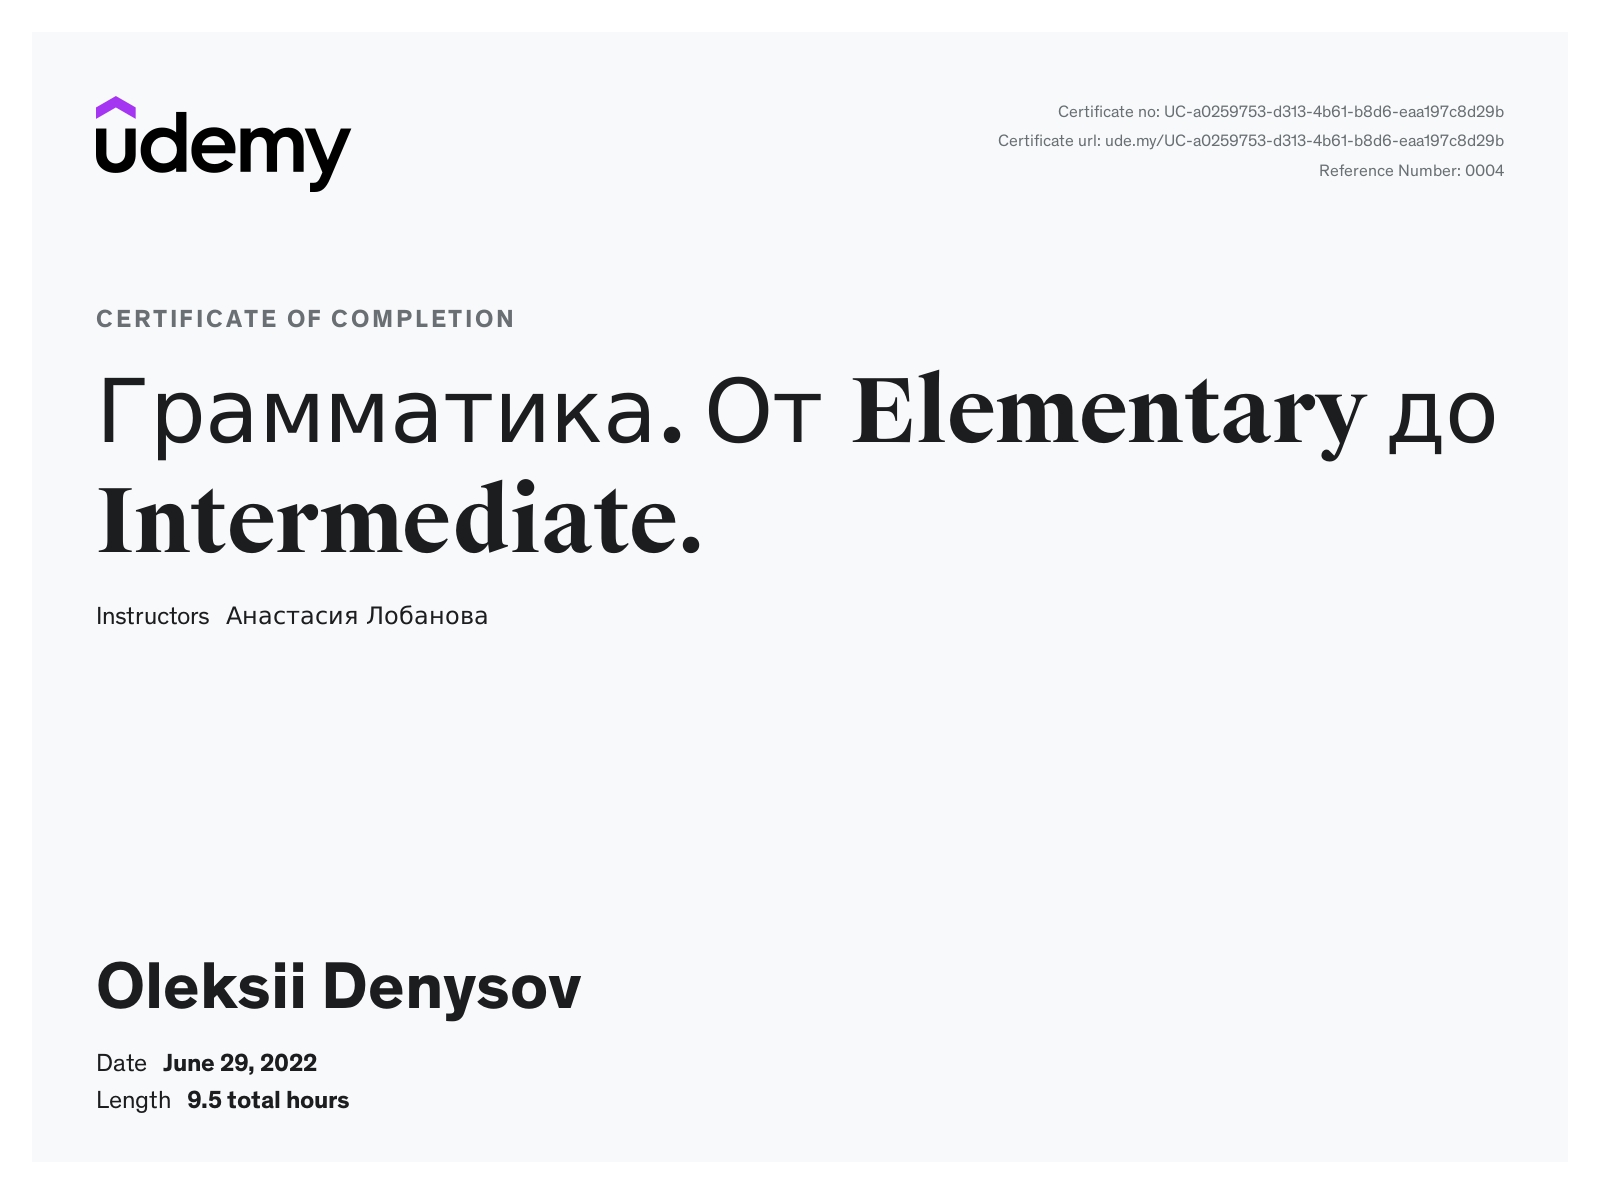 udemy
Certificate no: UC-a0259753-d313-4b61-b8d6-eaa197c8d29b
Certificate url: ude.my/UC-a0259753-d313-4b61-b8d6-eaa197c8d29b
Reference Number: 0004
CERTIFICATE OF COMPLETION
Грамматика. От Elementary до
Intermediate.
Instructors Анастасия Лобанова
Oleksii Denysov
Date June 29, 2022
Length 9.5 total hours